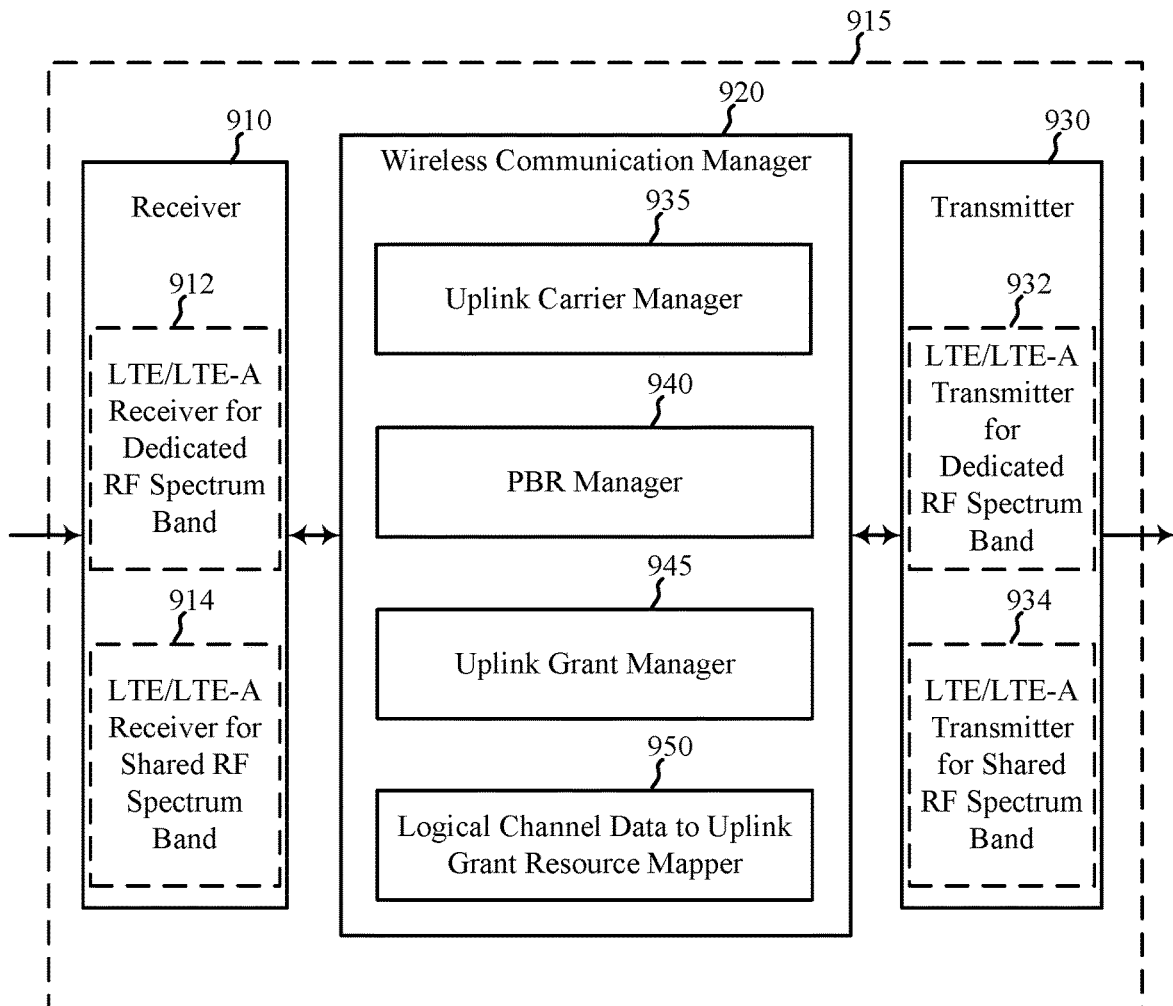 915
910
Receiver
912
LTE/LTE-A
Receiver for
Dedicated
RF Spectrum
Band
914
LTE/LTE-A
Receiver for
Shared RF
Spectrum
Band
920
Wireless Communication Manager
935
Uplink Carrier Manager
940
PBR Manager
945
Uplink Grant Manager
950
Logical Channel Data to Uplink
Grant Resource Mapper
930
Transmitter
932
LTE/LTE-A
Transmitter
for
Dedicated
RF Spectrum
Band
934
LTE/LTE-A
Transmitter
for Shared
RF Spectrum
Band